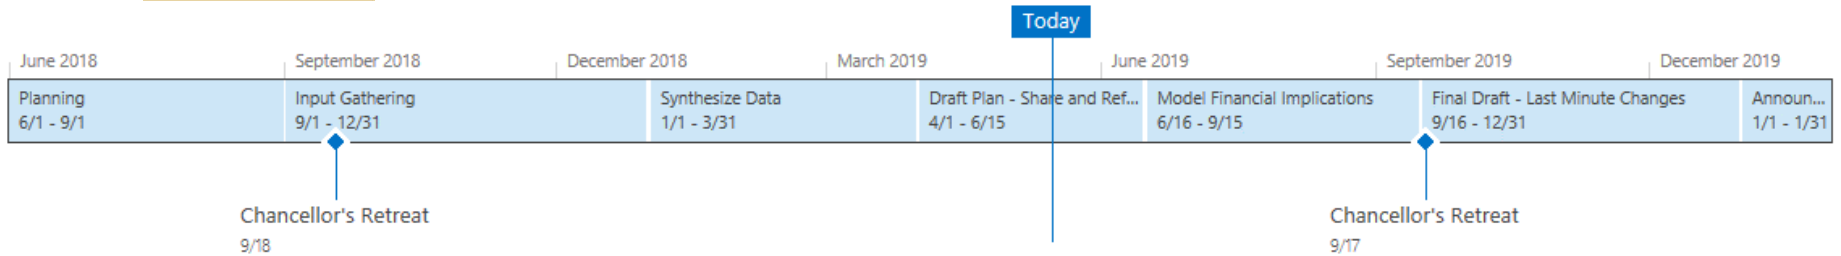 Today
June 2018
September 2018
December 2018
March 2019
June 2019
September 2019
December 2019
Planning
6/1 - 9/1
Input Gathering
9/1 - 12/31
Synthesize Data
1/1 - 3/31
Draft Plan - Share and Ref...
4/1 - 6/15
Model Financial Implications
6/16 - 9/15
Final Draft - Last Minute Changes
9/16 - 12/31
Announ...
1/1 - 1/31
Chancellor's Retreat
9/18
Chancellor's Retreat
9/17